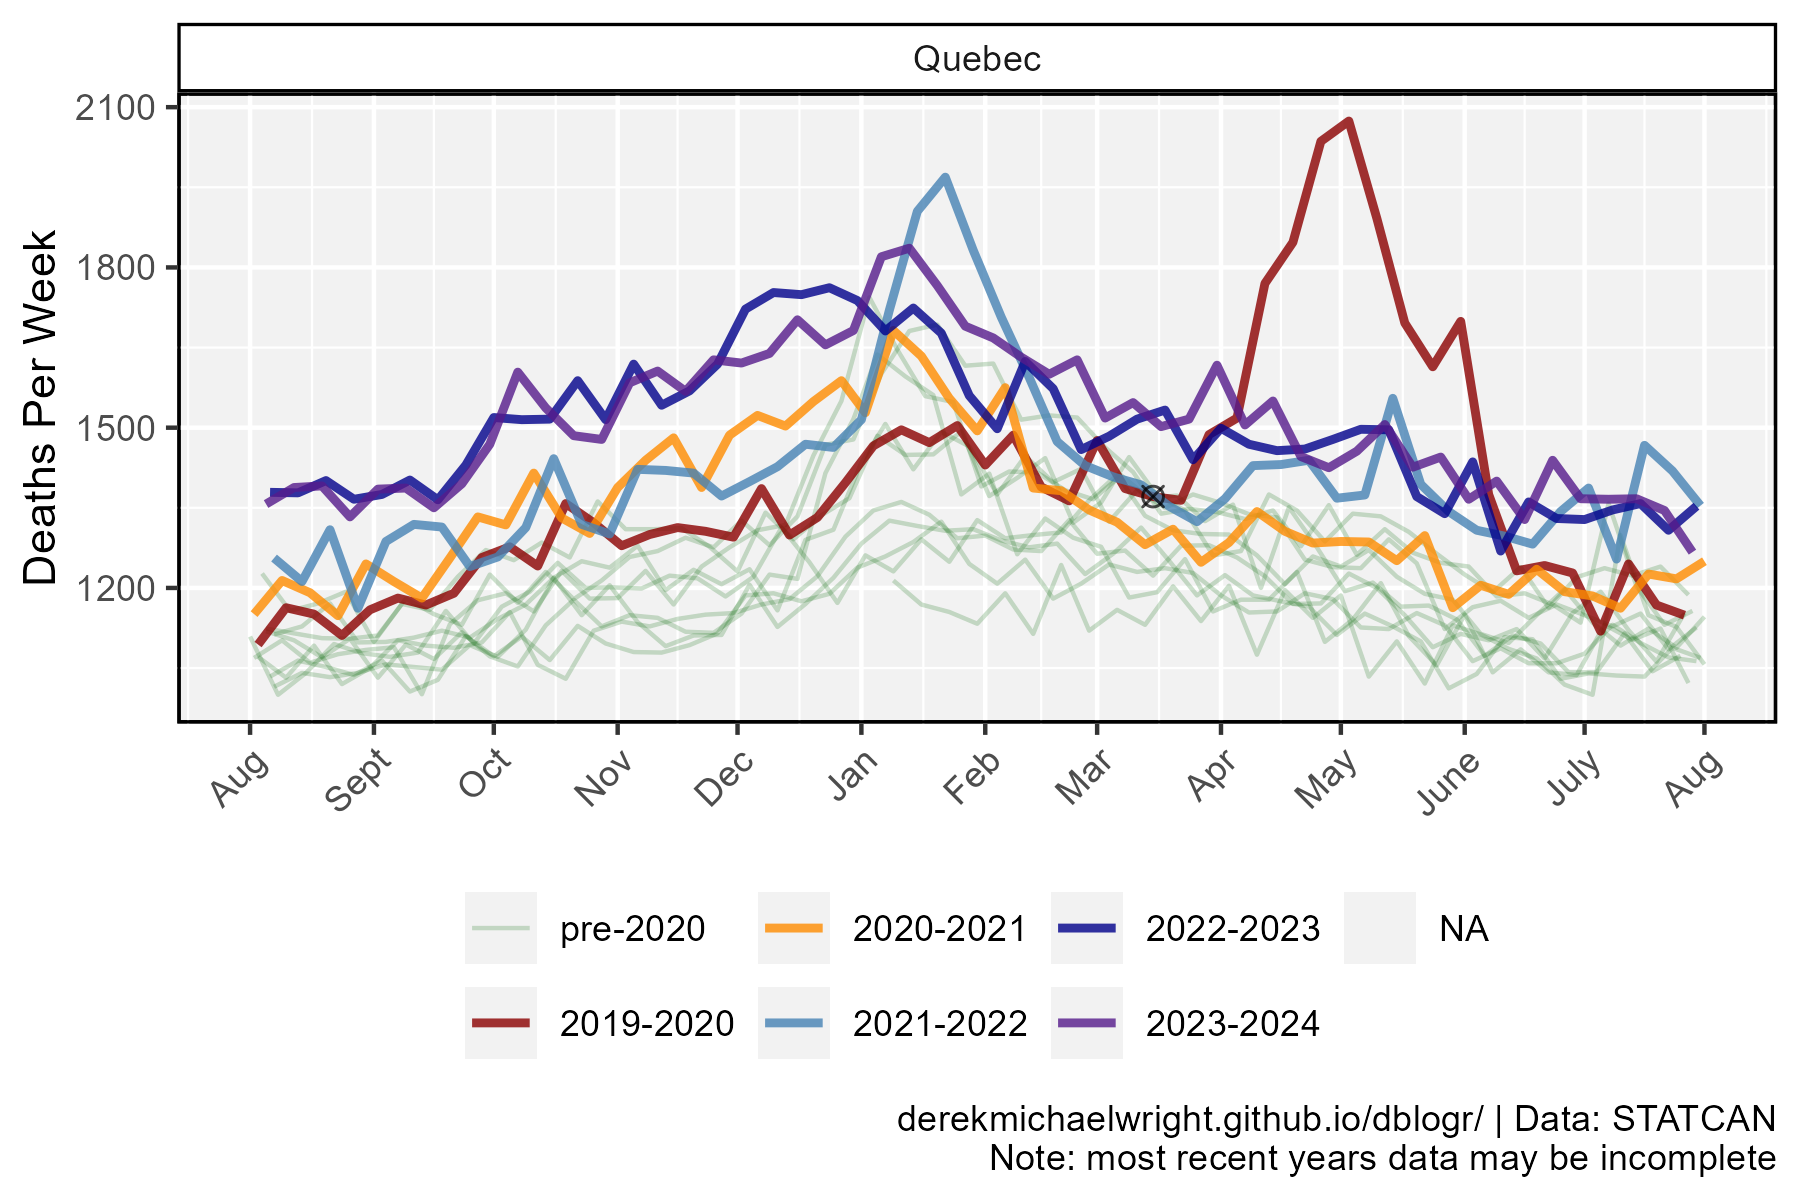 Quebec
2100
1800
1500
1200
Deaths Per Week
Aug Sept Oct Nov Dec Jan Feb Mar Apr May June July Aug
pre-2020 2020-2021 2022-2023 NA
2019-2020 2021-2022 2023-2024
derekmichaelwright.github.io/dblogr/ | Data: STATCAN
Note: most recent years data may be incomplete